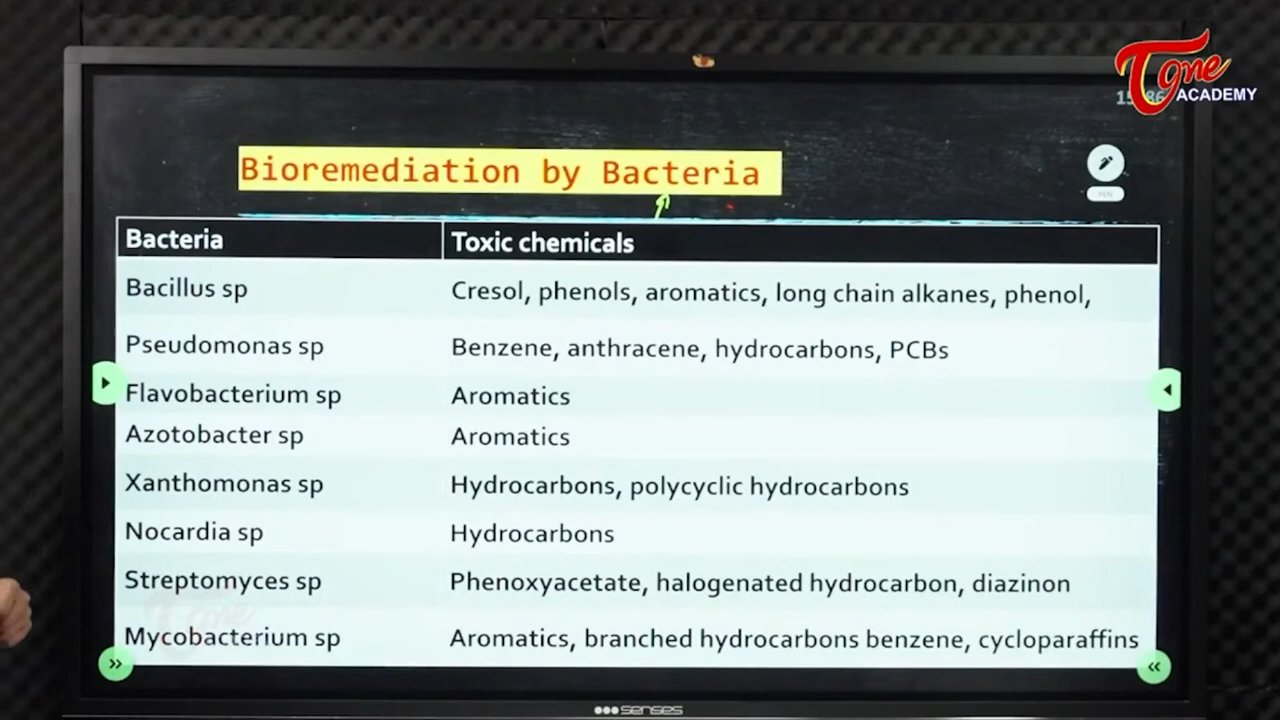 Tone
ACADEMY
Bioremediation by Bacteria
Bacteria Toxic chemicals
Bacillus sp Cresol, phenols, aromatics, long chain alkanes, phenol,
Pseudomonas sp Benzene, anthracene, hydrocarbons, PCBs
Flavobacterium sp Aromatics
Azotobacter sp Aromatics
Xanthomonas sp Hydrocarbons, polycyclic hydrocarbons
Nocardia sp Hydrocarbons
Streptomyces sp Phenoxyacetate, halogenated hydrocarbon, diazinon
Tone
Mycobacterium sp Aromatics, branched hydrocarbons benzene, cycloparaffins
senses